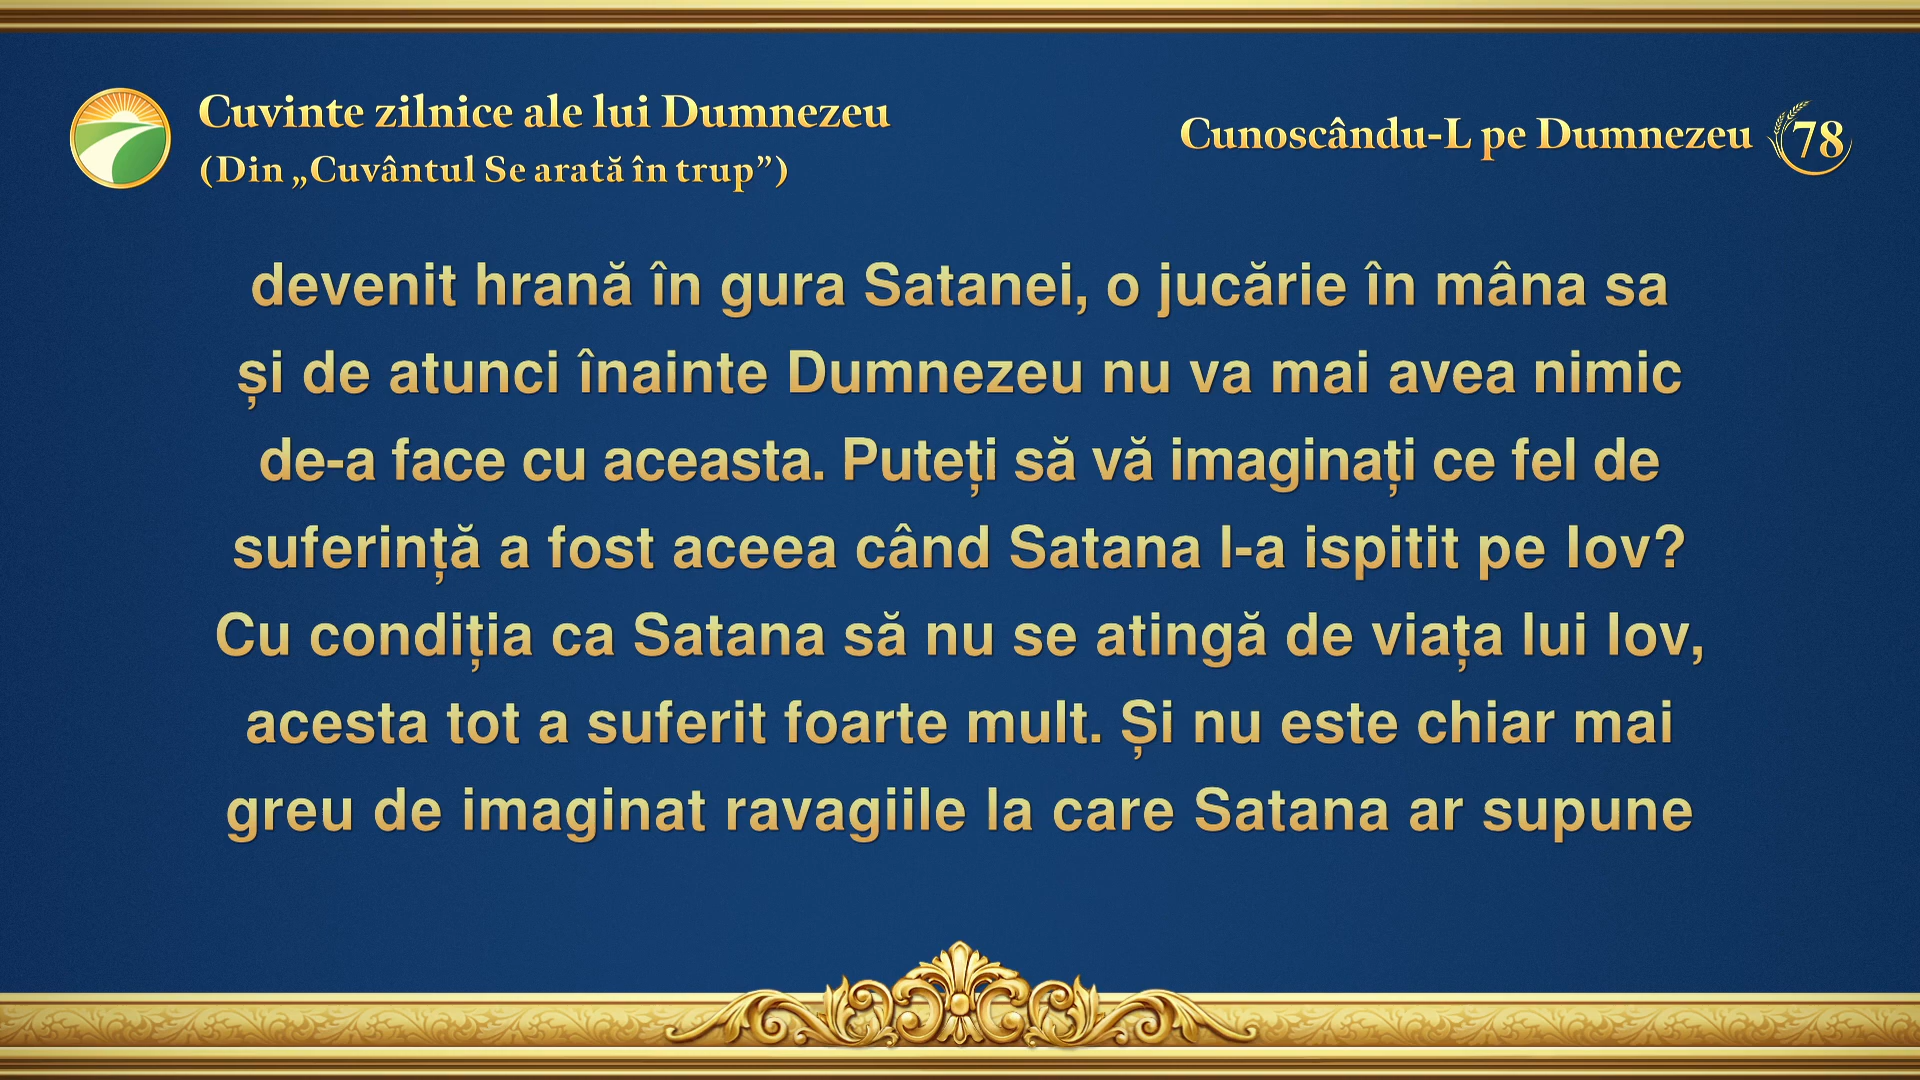 Cuvinte zilnice ale lui Dumnezeu
(Din „Cuvântul Se arată în trup”)
Cunoscându-L pe Dumnezeu 78
devenit hrană în gura Satanei, o jucărie în mâna sa
și de atunci înainte Dumnezeu nu va mai avea nimic
de-a face cu aceasta. Puteți să vă imaginați ce fel de
suferință a fost aceea când Satana l-a ispitit pe Iov?
Cu condiția ca Satana să nu se atingă de viața lui Iov,
acesta tot a suferit foarte mult. Și nu este chiar mai
greu de imaginat ravagiile la care Satana ar supune